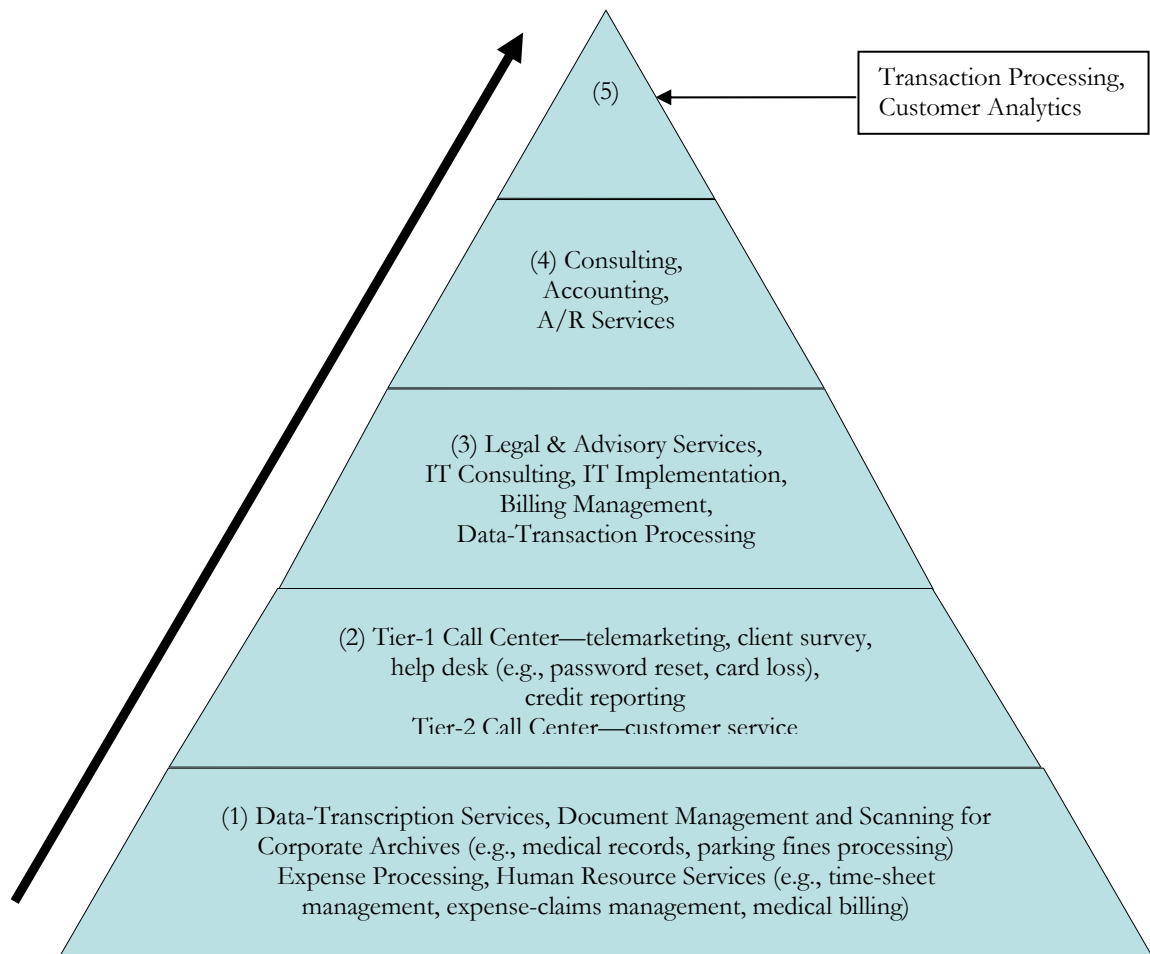 (5)
Transaction Processing,
Customer Analytics
(4) Consulting,
Accounting,
A/R Services
(3) Legal & Advisory Services,
IT Consulting, IT Implementation,
Billing Management,
Data-Transaction Processing
(2) Tier-1 Call Center—telemarketing, client survey,
help desk (e.g., password reset, card loss),
credit reporting
Tier-2 Call Center—customer service
(1) Data-Transcription Services, Document Management and Scanning for
Corporate Archives (e.g., medical records, parking fines processing)
Expense Processing, Human Resource Services (e.g., time-sheet
management, expense-claims management, medical billing)